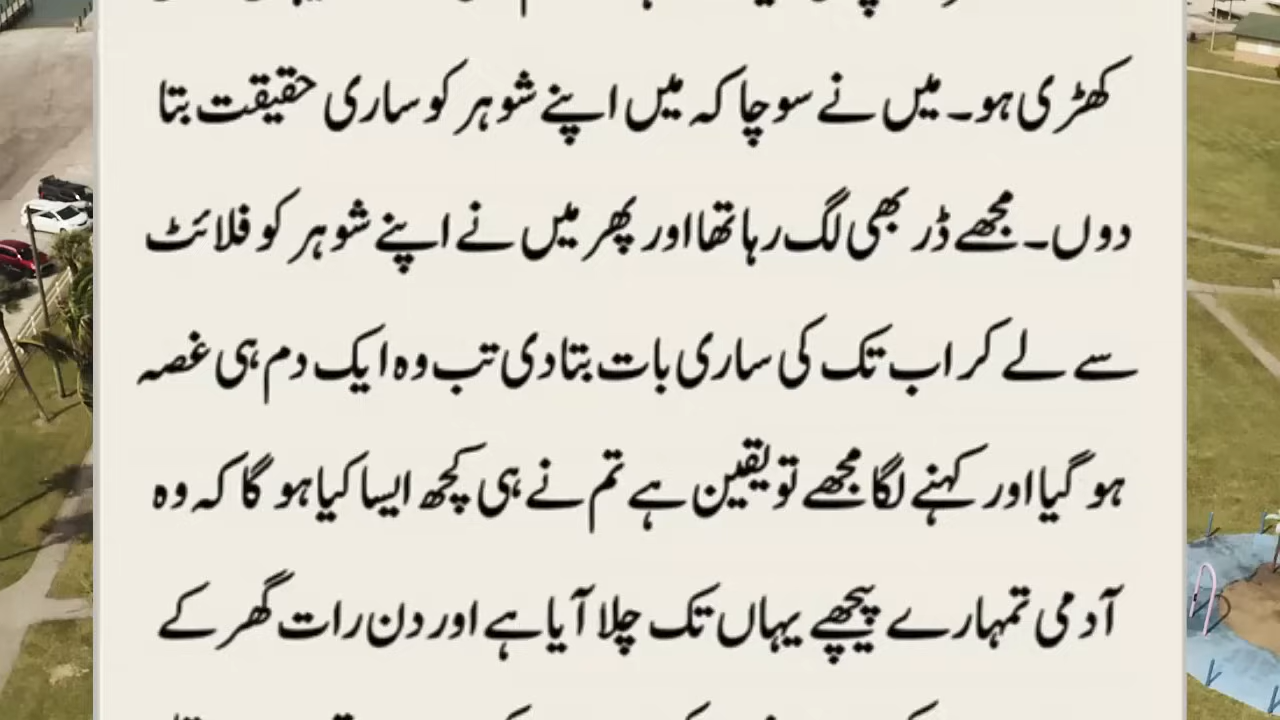 کھڑی ہو۔ میں نے سوچا کہ میں اپنے شوہر کو ساری حقیقت بتا
دوں۔ مجھے ڈر بھی لگ رہا تھا اور پھر میں نے اپنے شوہر کو فلائٹ
سے لے کر اب تک کی ساری بات بتا دی تب وہ ایک دم ہی غصہ
ہو گیا اور کہنے لگا مجھے تو یقین ہے تم نے ہی کچھ ایسا کیا ہو گا کہ وہ
آدمی تمہارے پیچھے یہاں تک چلا آیا ہے اور دن رات گھر کے